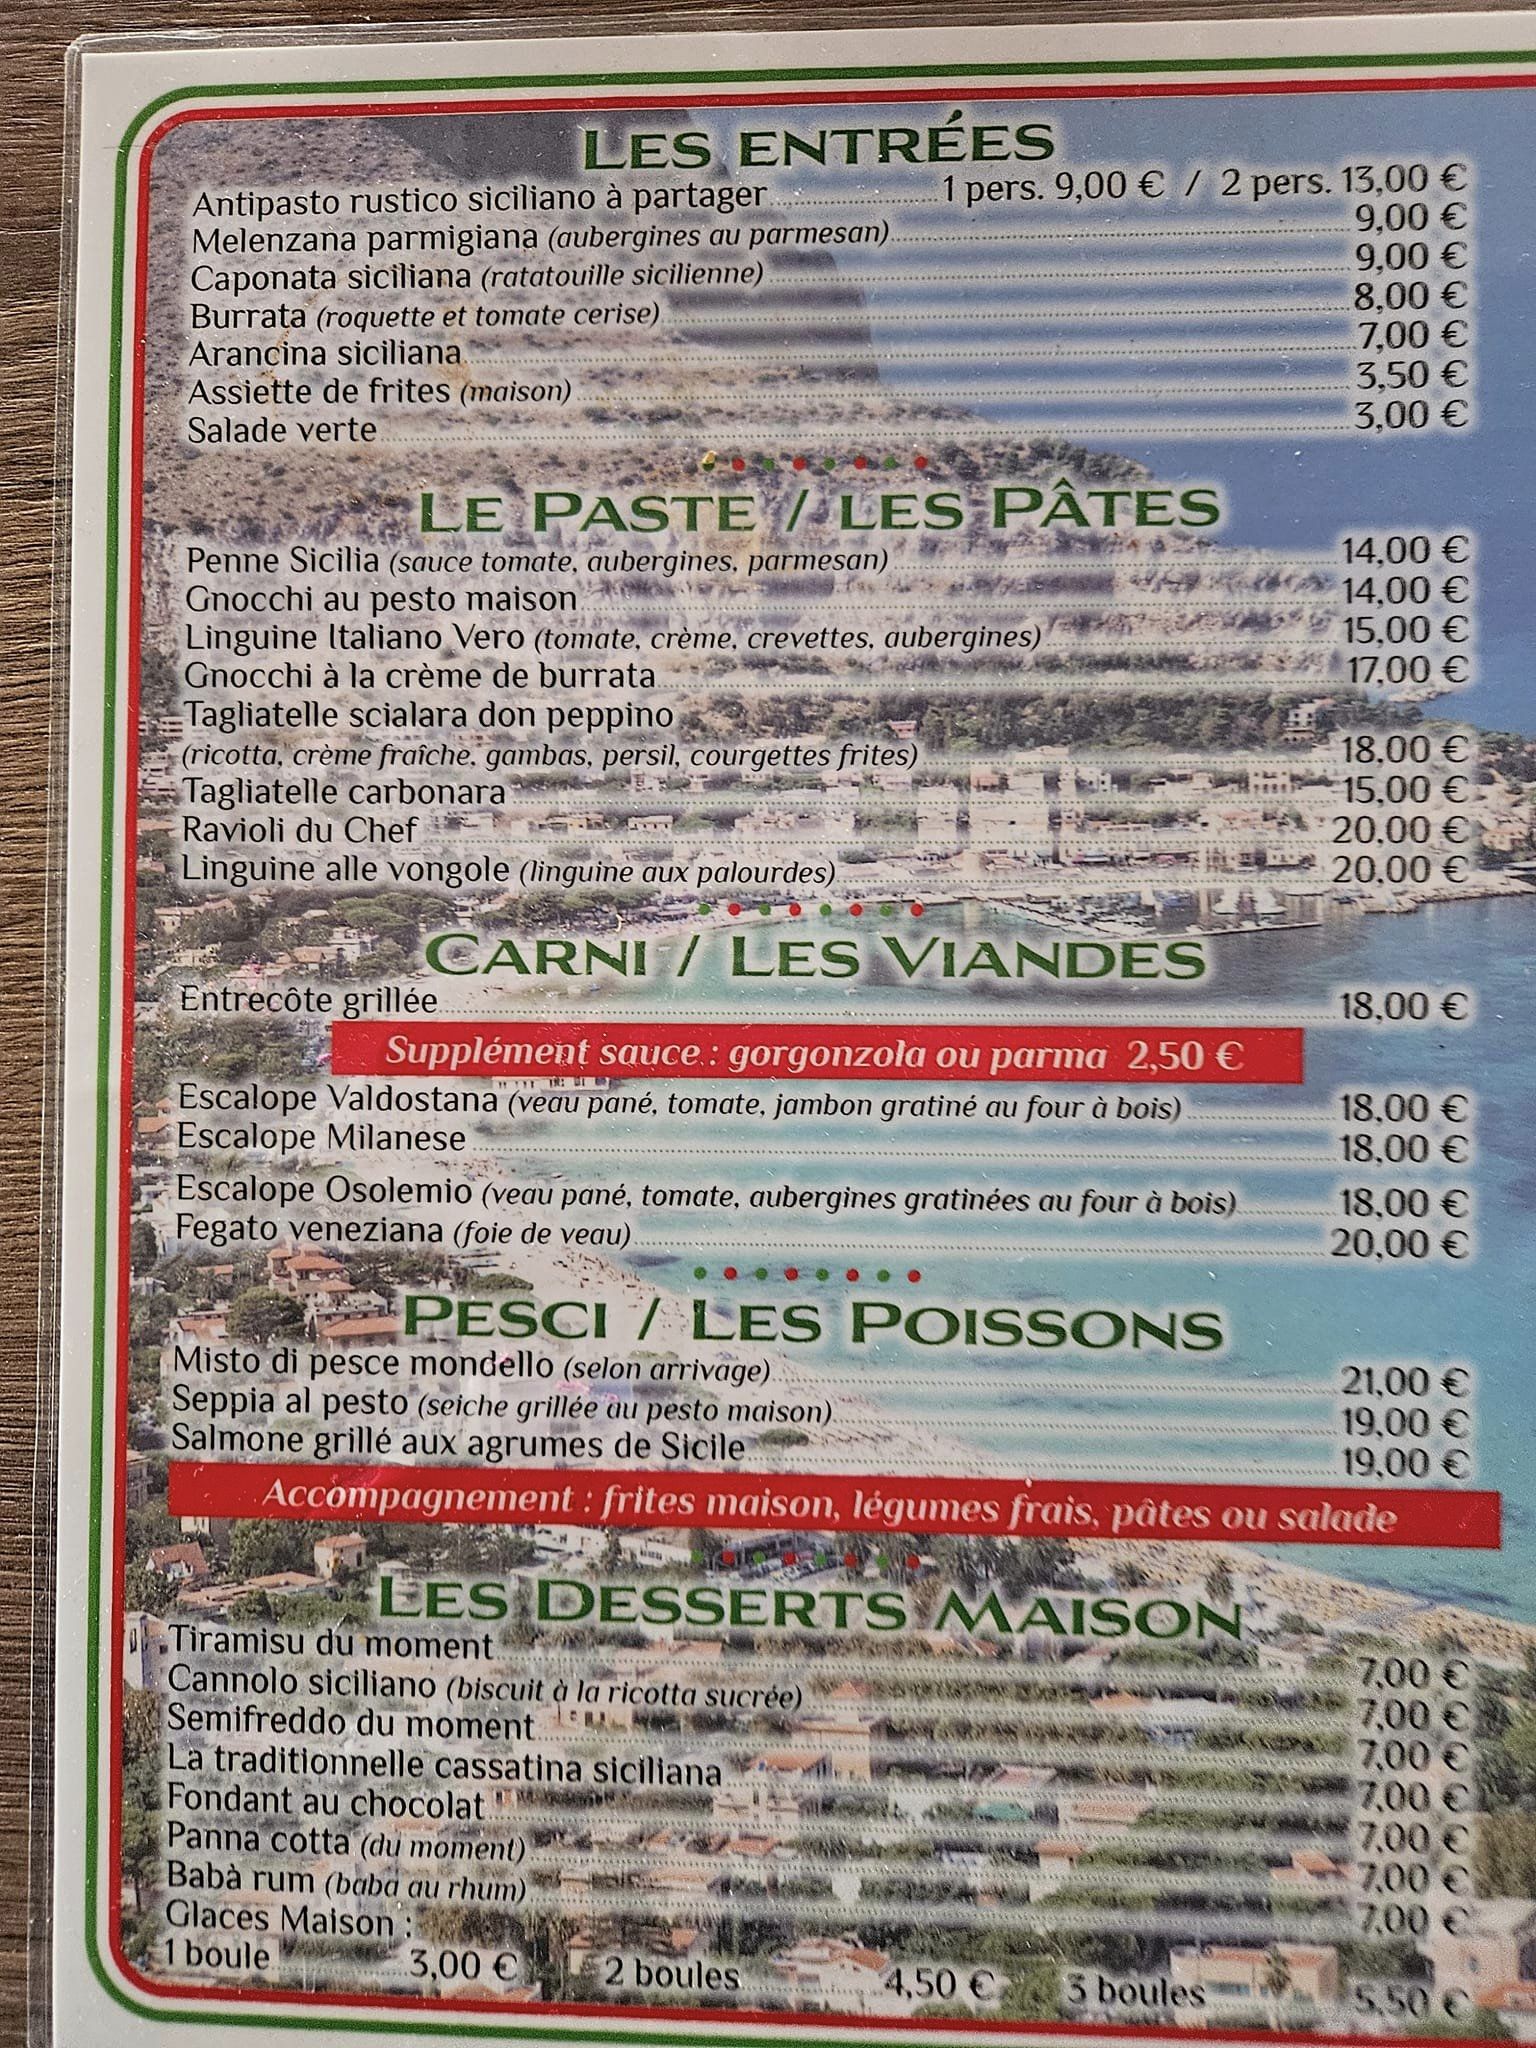 LES ENTRÉES
Antipasto rustico siciliano à partager 1 pers. 9,00 € / 2 pers. 13,00 €
Melenzana parmigiana (aubergines au parmesan) 9,00 €
Caponata siciliana (ratatouille sicilienne) 9,00 €
Burrata (roquette et tomate cerise) 8,00 €
Arancina siciliana 7,00 €
Assiette de frites (maison) 3,50 €
Salade verte 3,00 €
LE PASTE / LES PÂTES
Penne Sicilia (sauce tomate, aubergines, parmesan) 14,00 €
Gnocchi au pesto maison 14,00 €
Linguine Italiano Vero (tomate, crème, crevettes, aubergines) 15,00 €
Gnocchi à la crème de burrata 17,00 €
Tagliatelle scialara don peppino
(ricotta, crème fraîche, gambas, persil, courgettes frites) 18,00 €
Tagliatelle carbonara 15,00 €
Ravioli du Chef 20,00 €
Linguine alle vongole (linguine aux palourdes) 20,00 €
CARNI / LES VIANDES
Entrecôte grillée 18,00 €
Supplément sauce : gorgonzola ou parma 2,50 €
Escalope Valdostana (veau pané, tomate, jambon gratiné au four à bois) 18,00 €
Escalope Milanese 18,00 €
Escalope Osolemio (veau pané, tomate, aubergines gratinées au four à bois) 18,00 €
Fegato veneziana (foie de veau) 20,00 €
PESCI / LES POISSONS
Misto di pesce mondello (selon arrivage) 21,00 €
Seppia al pesto (seiche grillée au pesto maison) 19,00 €
Salmone grillé aux agrumes de Sicile 19,00 €
Accompagnement : frites maison, légumes frais, pâtes ou salade
LES DESSERTS MAISON
Tiramisu du moment 7,00 €
Cannolo siciliano (biscuit à la ricotta sucrée) 7,00 €
Semifreddo du moment 7,00 €
La traditionnelle cassatina siciliana 7,00 €
Fondant au chocolat 7,00 €
Panna cotta (du moment) 7,00 €
Babà rum (baba au rhum) 7,00 €
Glaces Maison :
1 boule 3,00 € 2 boules 4,50 € 3 boules 5,50 €